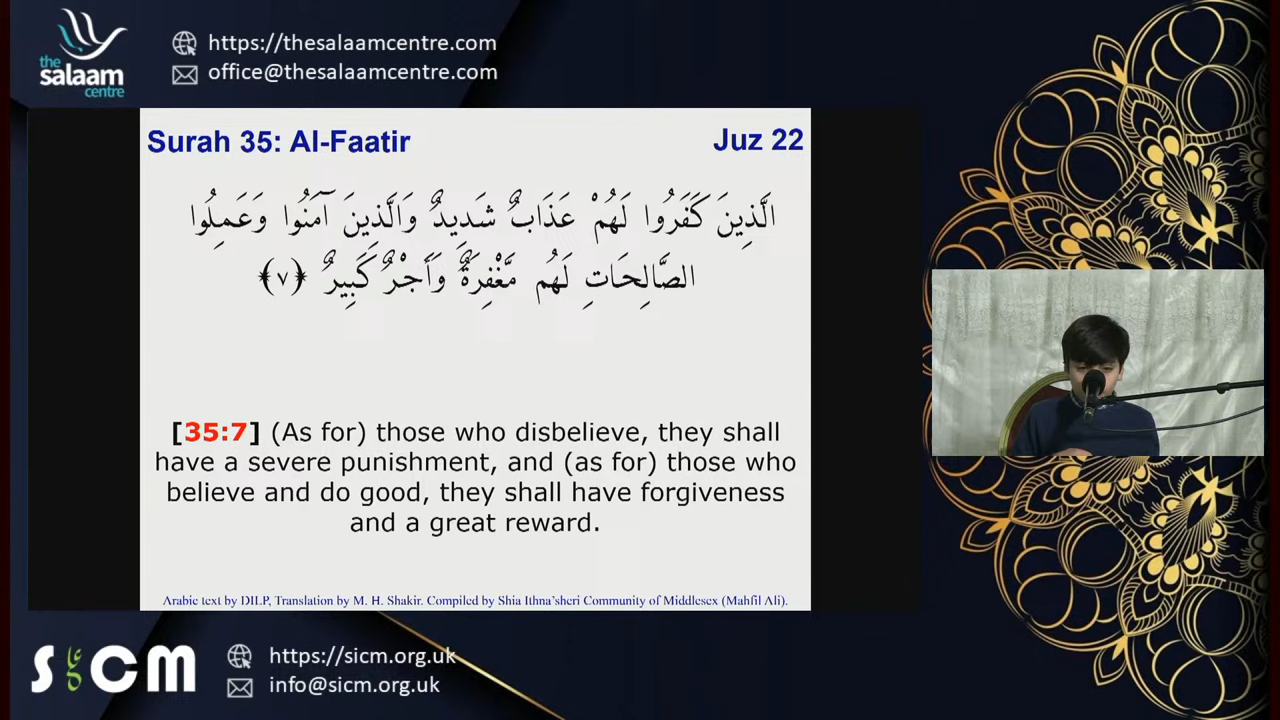 the
salaam
centre
https://thesalaamcentre.com
office@thesalaamcentre.com
Surah 35: Al-Faatir
Juz 22
الَّذِينَ كَفَرُوا لَهُمْ عَذَابٌ شَدِيدٌ وَالَّذِينَ آمَنُوا وَعَمِلُوا
الصَّالِحَاتِ لَهُم مَّغْفِرَةٌ وَأَجْرٌ كَبِيرٌ ﴿٧﴾
[35:7] (As for) those who disbelieve, they shall
have a severe punishment, and (as for) those who
believe and do good, they shall have forgiveness
and a great reward.
Arabic text by DILP, Translation by M. H. Shakir. Compiled by Shia Ithna'sheri Community of Middlesex (Mahfil Ali).
SiCM
https://sicm.org.uk
info@sicm.org.uk